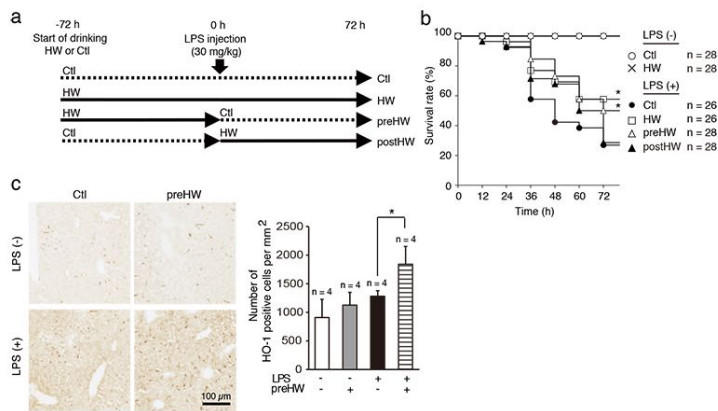 a
-72 h
0 h
72 h
Start of drinking
HW or Ctl
LPS injection
(30 mg/kg)
Ctl
Ctl
HW
HW
HW
Ctl
preHW
Ctl
HW
postHW
b
Survival rate (%)
100
80
60
40
20
0
0 12 24 36 48 60 72
Time (h)
*
*
LPS (-)
Ctl n = 28
HW n = 28
LPS (+)
Ctl n = 26
HW n = 26
preHW n = 28
postHW n = 28
c
Ctl preHW
LPS (-)
LPS (+)
100 µm
Number of
HO-1 positive cells per mm2
2500
2000
1500
1000
500
0
*
n = 4
n = 4
n = 4
n = 4
LPS - - + +
preHW - + - +